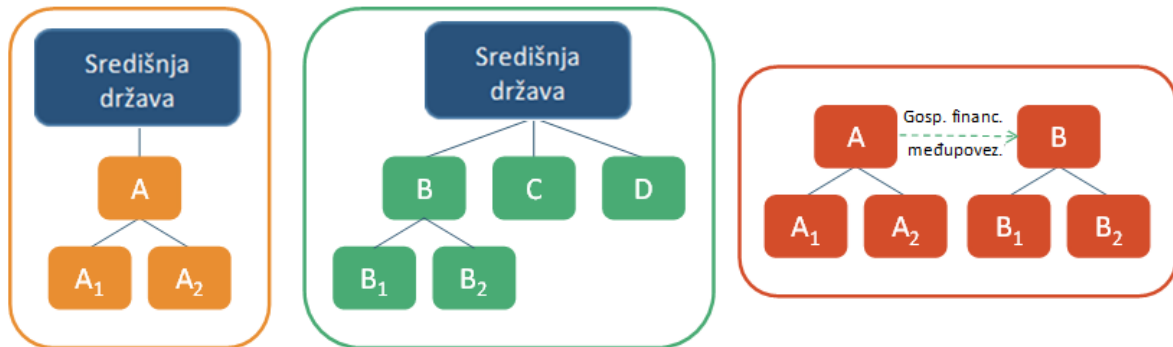 Središnja
država
A
A₁ A₂
Središnja
država
B C D
B₁ B₂
Gosp. financ.
A B
međupovez.
A₁ A₂ B₁ B₂